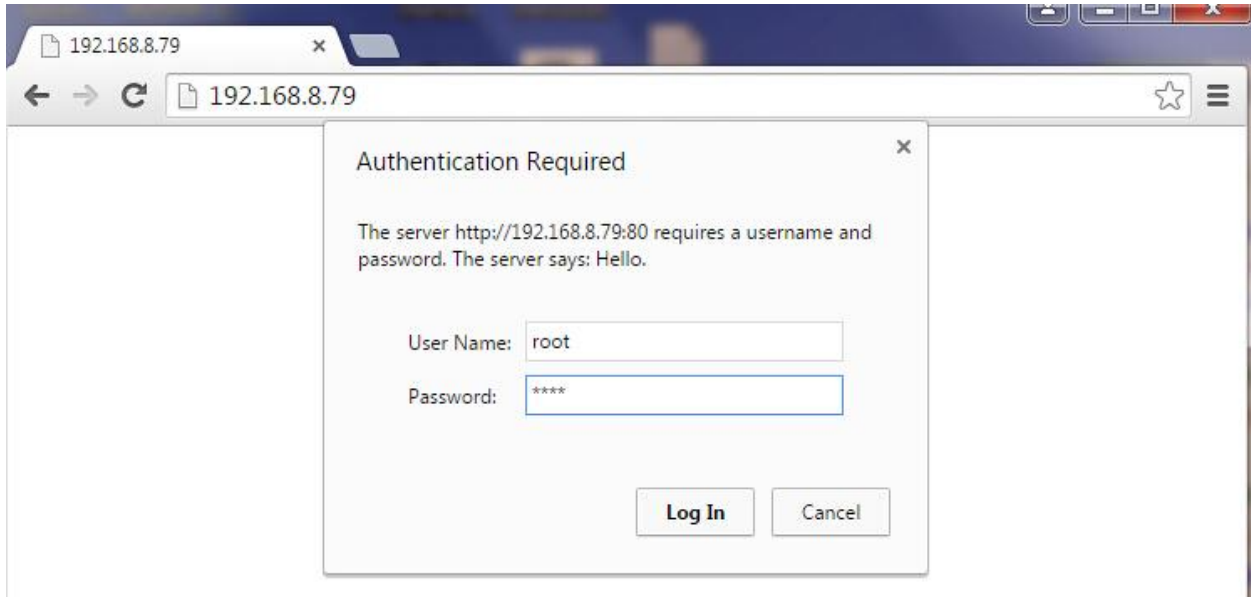 192.168.8.79
192.168.8.79
Authentication Required
The server http://192.168.8.79:80 requires a username and
password. The server says: Hello.
User Name: root
Password: ****
Log In Cancel